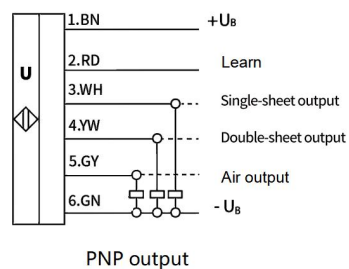 1.BN +UB
2.RD Learn
U
3.WH Single-sheet output
4.YW Double-sheet output
5.GY Air output
6.GN - UB
PNP output